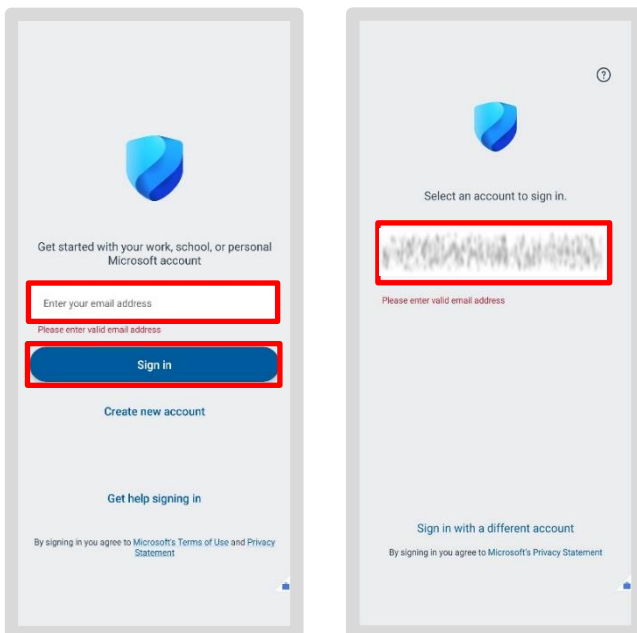 Get started with your work, school, or personal
Microsoft account
Enter your email address
Please enter valid email address
Sign in
Create new account
Get help signing in
By signing in you agree to Microsoft's Terms of Use and Privacy
Statement
?
Select an account to sign in.
Please enter valid email address
Sign in with a different account
By signing in you agree to Microsoft's Privacy Statement